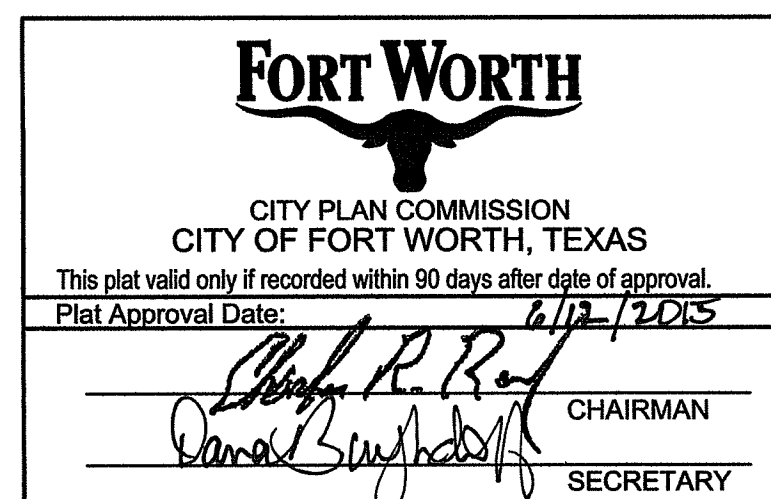 FORT WORTH
CITY PLAN COMMISSION
CITY OF FORT WORTH, TEXAS
This plat valid only if recorded within 90 days after date of approval.
Plat Approval Date: 6/12/2015
R.
CHAIRMAN
Dana
SECRETARY